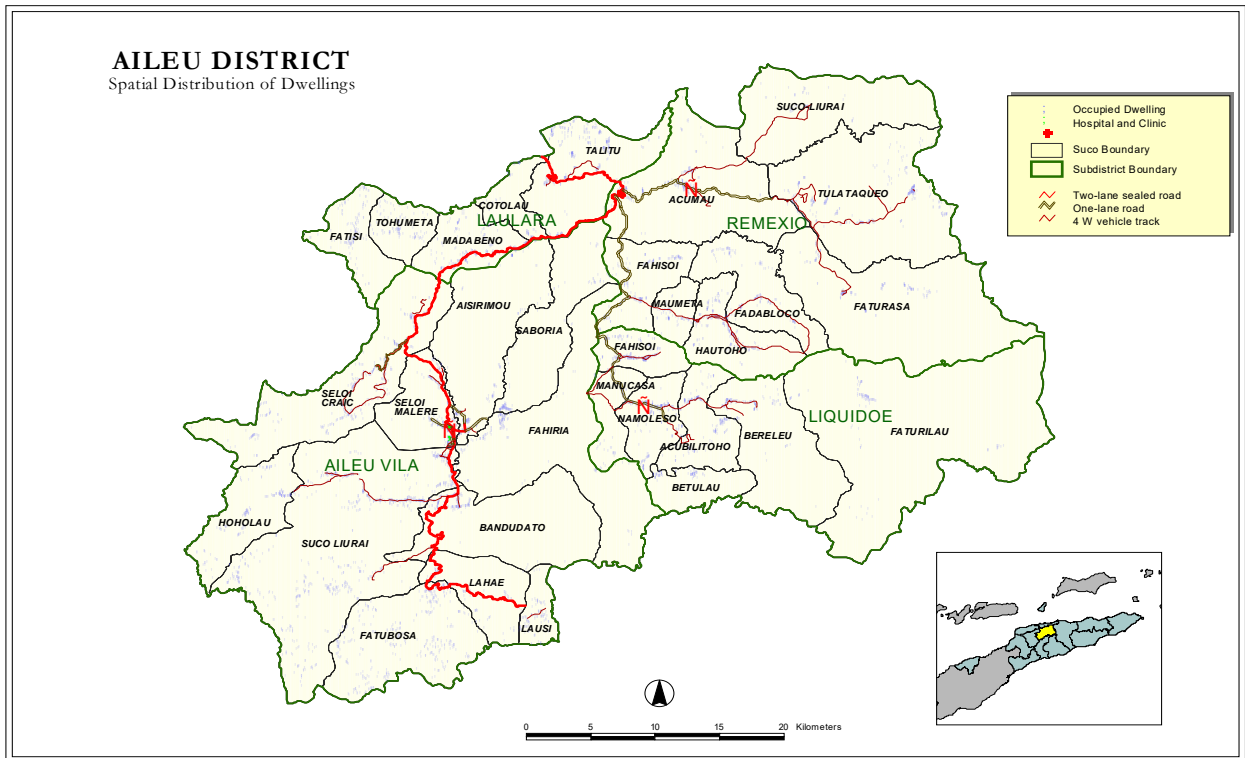 AILEU DISTRICT
Spatial Distribution of Dwellings
Occupied Dwelling
Hospital and Clinic
Suco Boundary
Subdistrict Boundary
Two-lane sealed road
One-lane road
4 W vehicle track
SUCO LIURAI
TALITU
TULATAQUEO
ACUMAU
COTOLAU
LAULARA
TOHUMETA
REMEXIO
FATISI
MADABENO
FAHISOI
AISIRIMOU
MAUMETA
FADABLOCO
FATURASA
SABORIA
FAHISOI
HAUTOHO
MANUCASA
SELOI
CRAIC
SELOI
MALERE
NAMOLESO
LIQUIDOE
FAHIRIA
BERELEU
FATURILAU
ACUBILITOHO
AILEU VILA
BETULAU
HOHOLAU
BANDUDATO
SUCO LIURAI
LAHAE
LAUSI
FATUBOSA
Ñ
Ñ
0 5 10 15 20 Kilometers